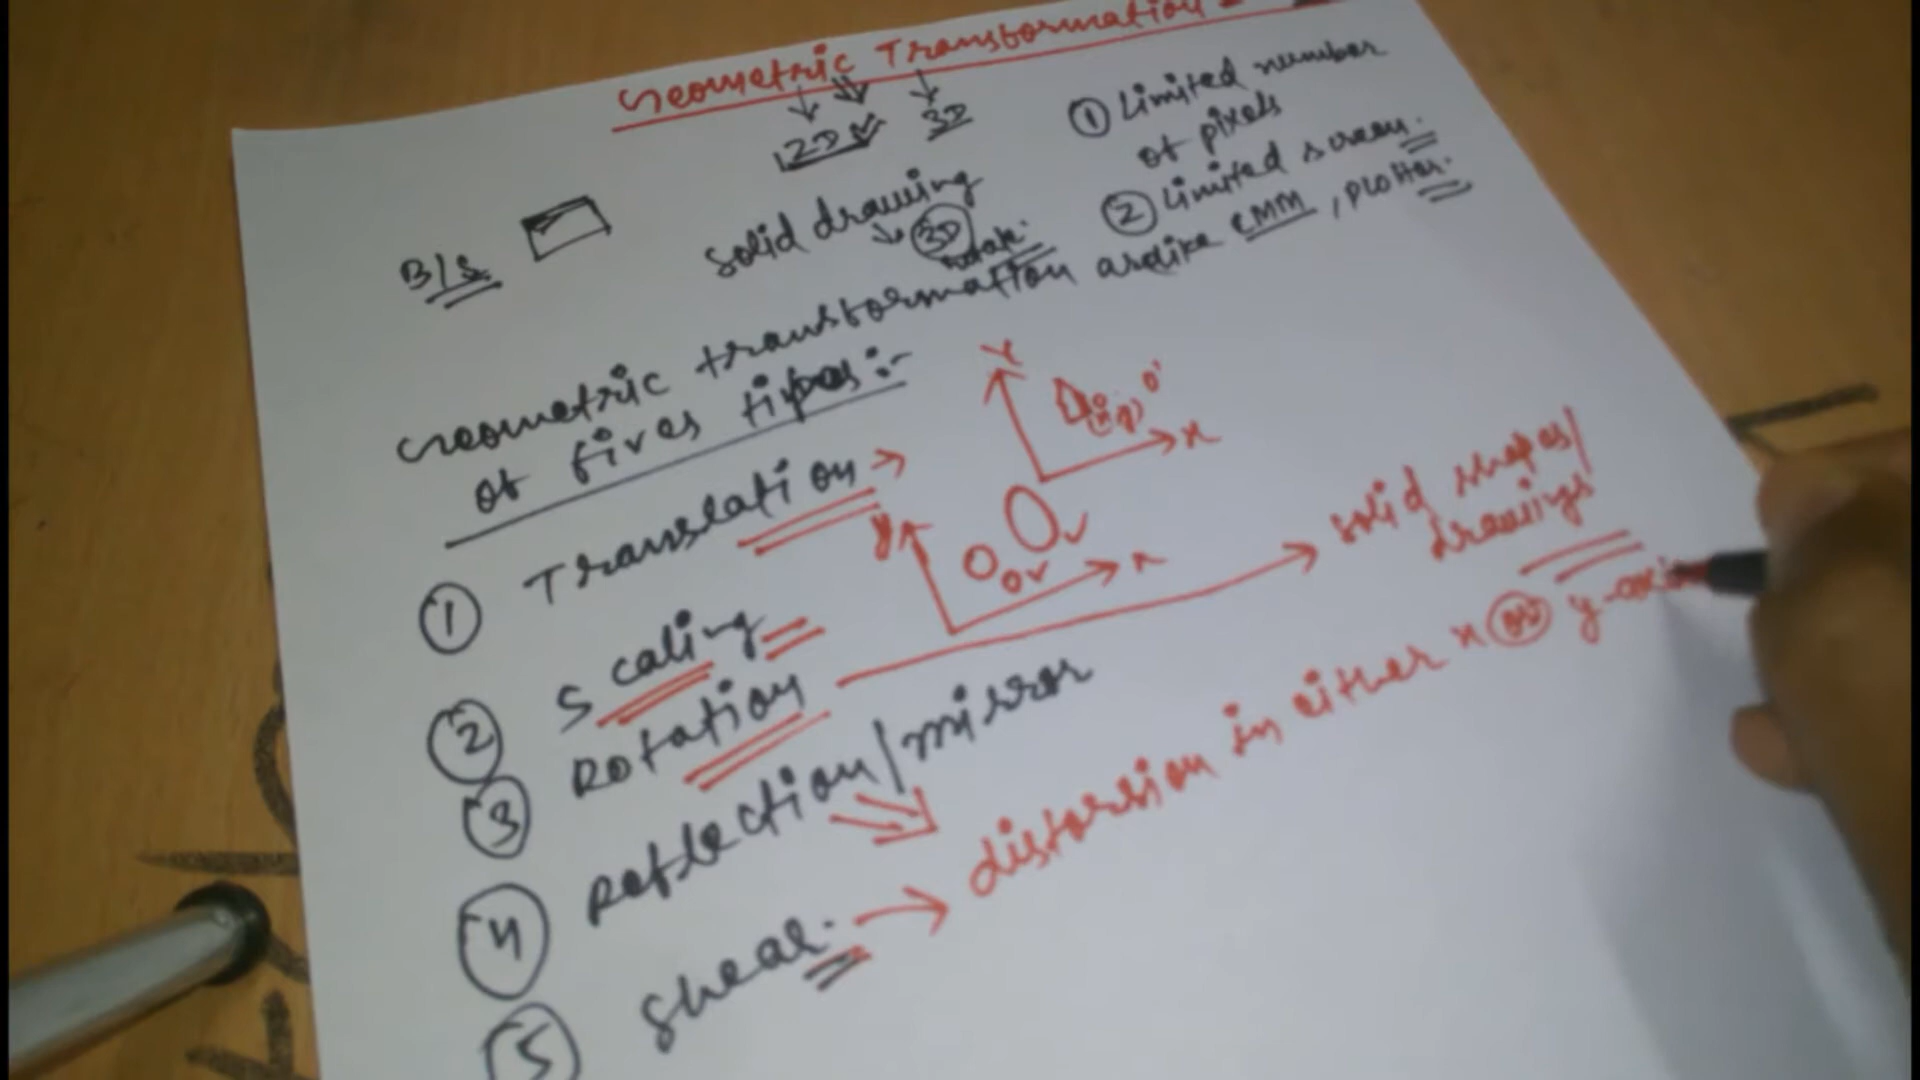 Geometric Transformation
2D 3D
① Limited number
of pixels
② Limited screen.
solid drawing
3D
rotate.
B/S
like CMM, Plotter.
Geometric transformation are
of fives types:-
① Translation →
Y
(x,y) O'
x
② Scaling
y
x
③ Rotation → solid shapes/
drawings
④ Reflection/mirror
⑤ Shear. → distorsion in either x or y-axis